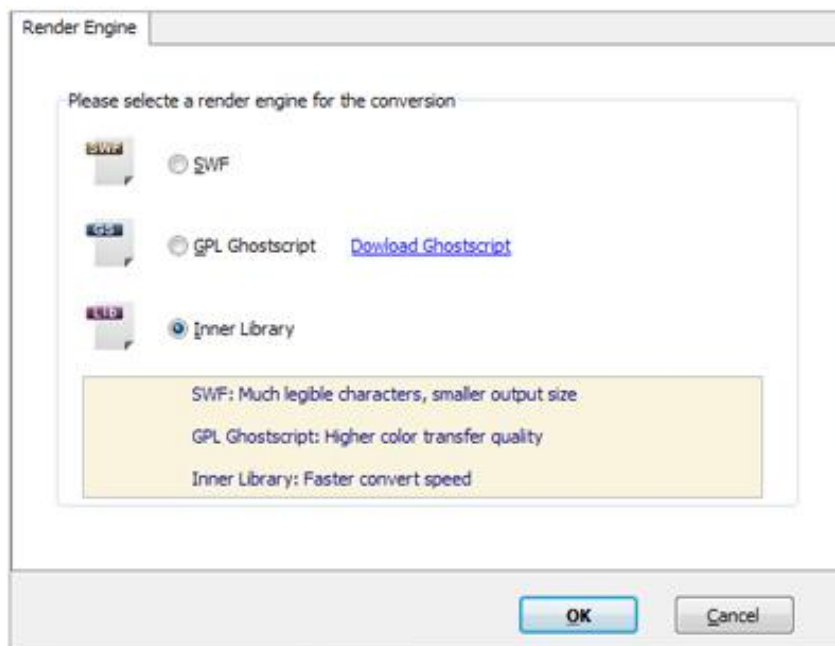 Render Engine
Please selecte a render engine for the conversion
SWF
SWF
GS
GPL Ghostscript Dowload Ghostscript
Lib
Inner Library
SWF: Much legible characters, smaller output size
GPL Ghostscript: Higher color transfer quality
Inner Library: Faster convert speed
OK Cancel